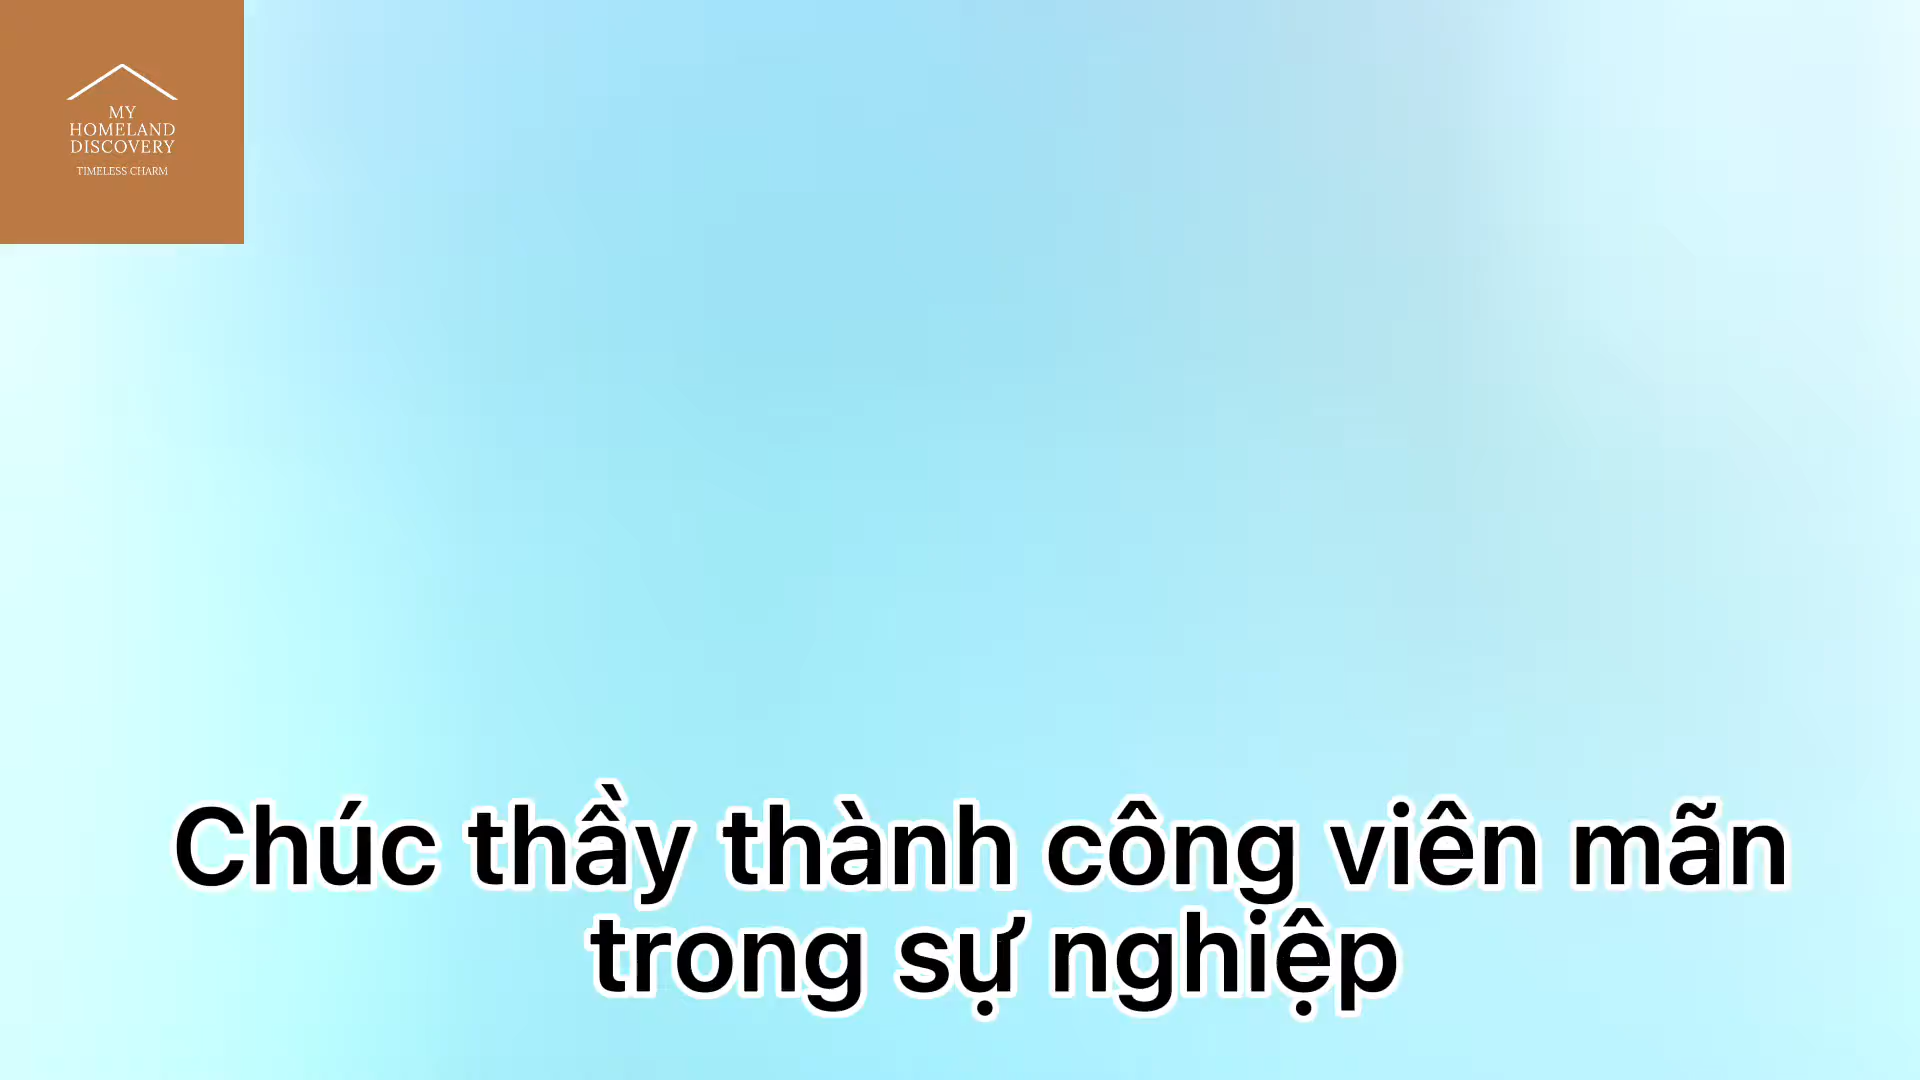 MY
HOMELAND
DISCOVERY
TIMELESS CHARM
Chúc thầy thành công viên mãn
trong sự nghiệp